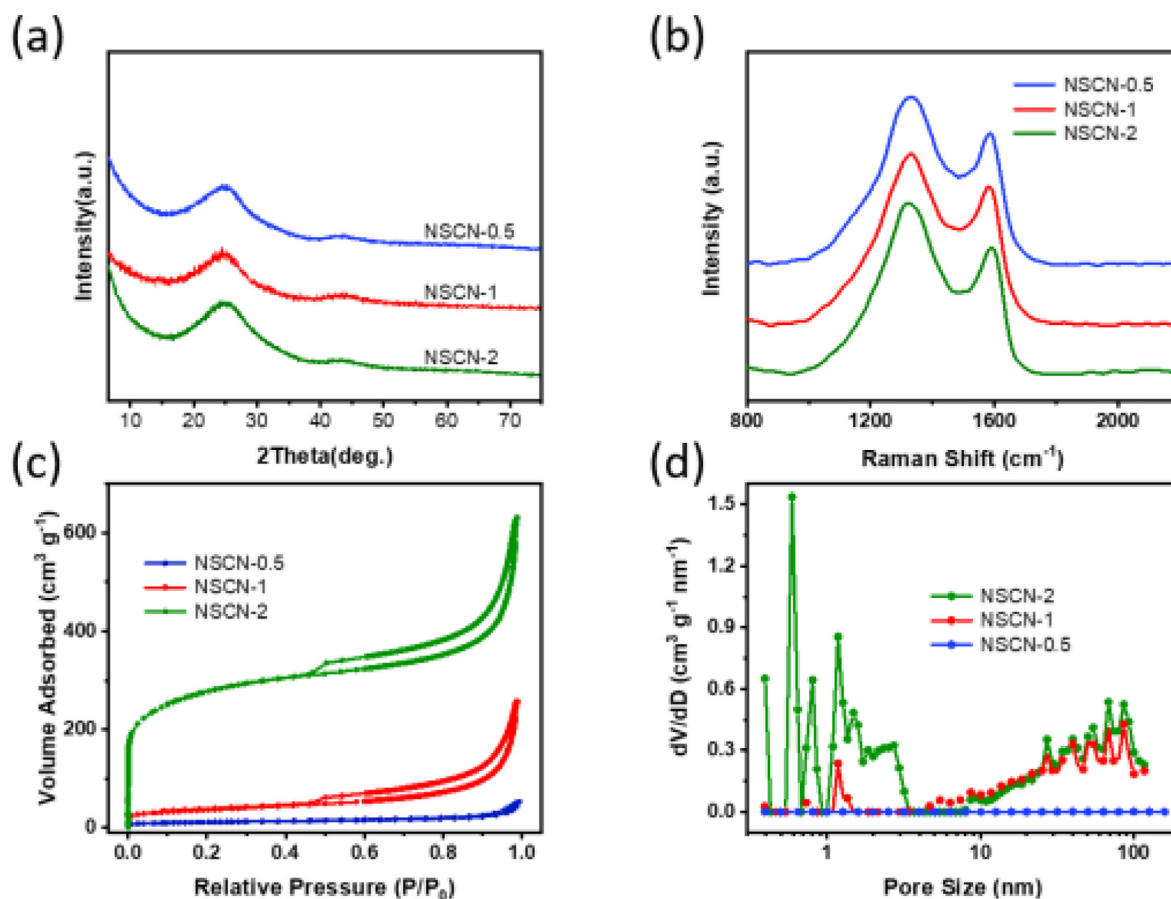 (a)
Intensity(a.u.)
NSCN-0.5
NSCN-1
NSCN-2
10 20 30 40 50 60 70
2Theta(deg.)
(b)
Intensity (a.u.)
NSCN-0.5
NSCN-1
NSCN-2
800 1200 1600 2000
Raman Shift (cm⁻¹)
(c)
Volume Adsorbed (cm³ g⁻¹)
600
400
200
0
NSCN-0.5
NSCN-1
NSCN-2
0.0 0.2 0.4 0.6 0.8 1.0
Relative Pressure (P/P₀)
(d)
dV/dD (cm³ g⁻¹ nm⁻¹)
1.5
1.2
0.9
0.6
0.3
0.0
NSCN-2
NSCN-1
NSCN-0.5
1 10 100
Pore Size (nm)